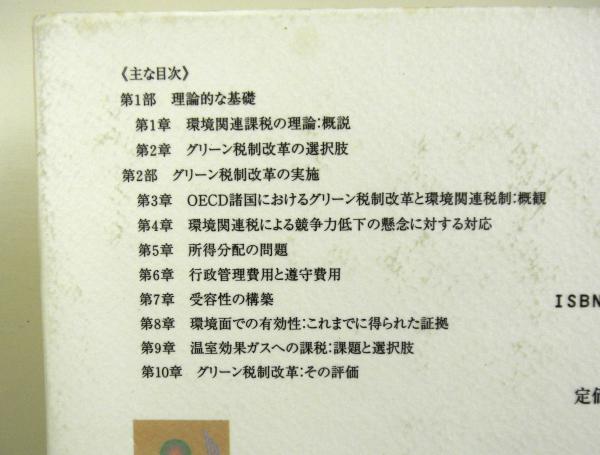 《主な目次》
第1部 理論的な基礎
第1章 環境関連課税の理論:概説
第2章 グリーン税制改革の選択肢
第2部 グリーン税制改革の実施
第3章 OECD諸国におけるグリーン税制改革と環境関連税制:概観
第4章 環境関連税による競争力低下の懸念に対する対応
第5章 所得分配の問題
第6章 行政管理費用と遵守費用
第7章 受容性の構築
ISBN
第8章 環境面での有効性:これまでに得られた証拠
第9章 温室効果ガスへの課税:課題と選択肢
第10章 グリーン税制改革:その評価
定価